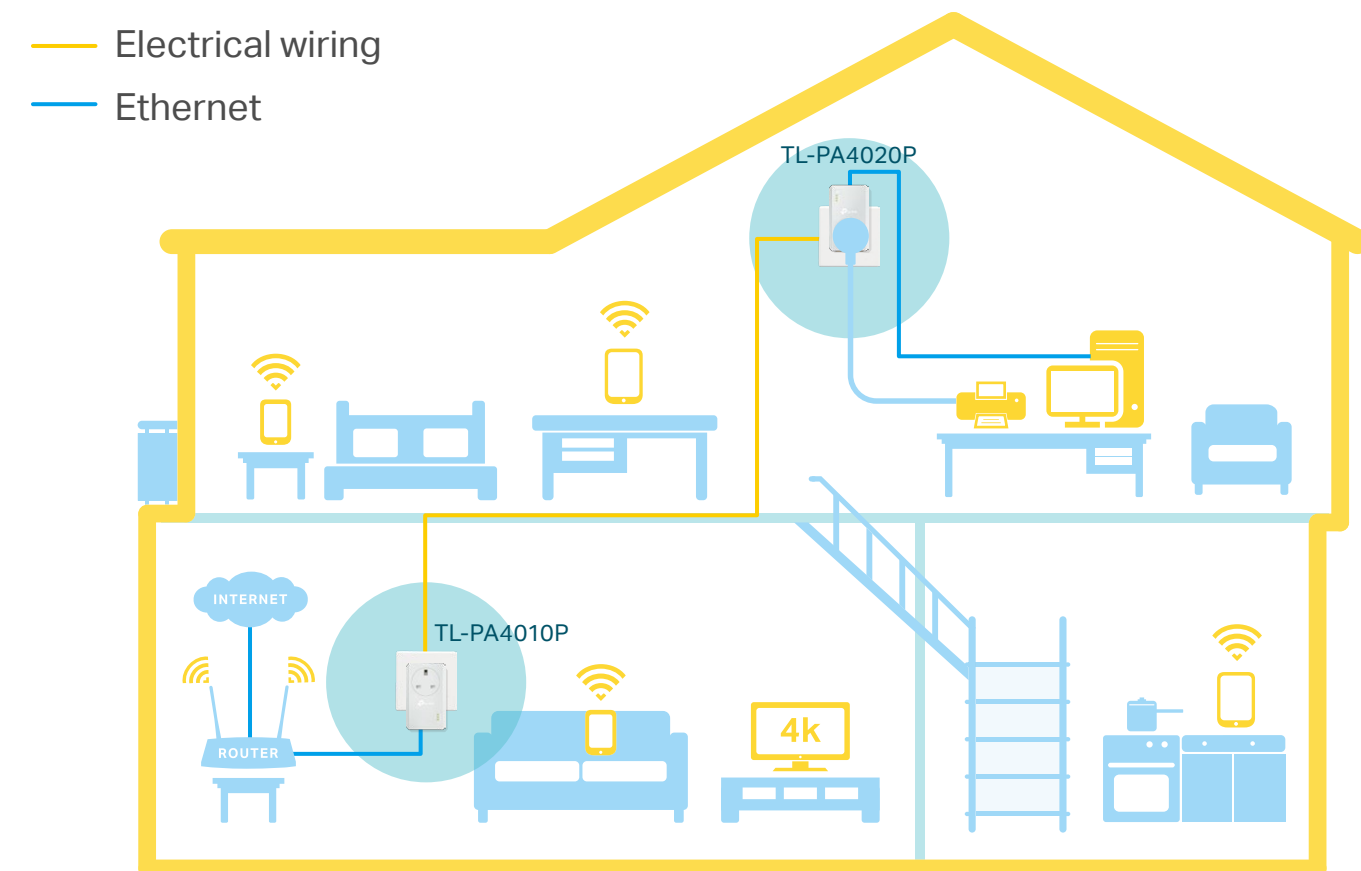 Electrical wiring
Ethernet
TL-PA4020P
INTERNET
TL-PA4010P
ROUTER
4k